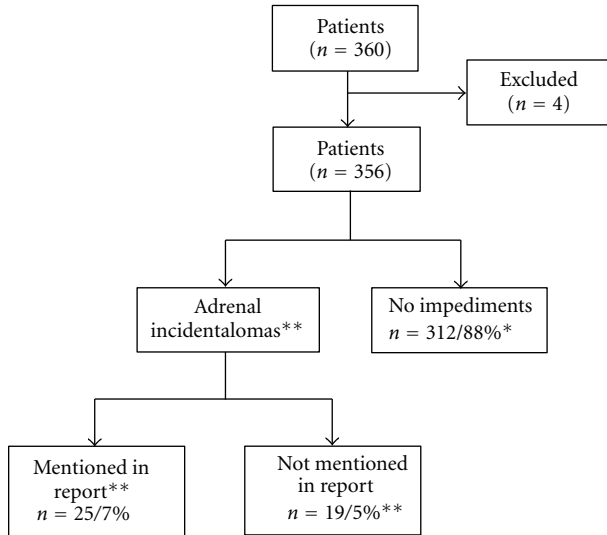 Patients
(n = 360)
Excluded
(n = 4)
Patients
(n = 356)
Adrenal
incidentalomas**
No impediments
n = 312/88%*
Mentioned in
report**
n = 25/7%
Not mentioned
in report
n = 19/5%**